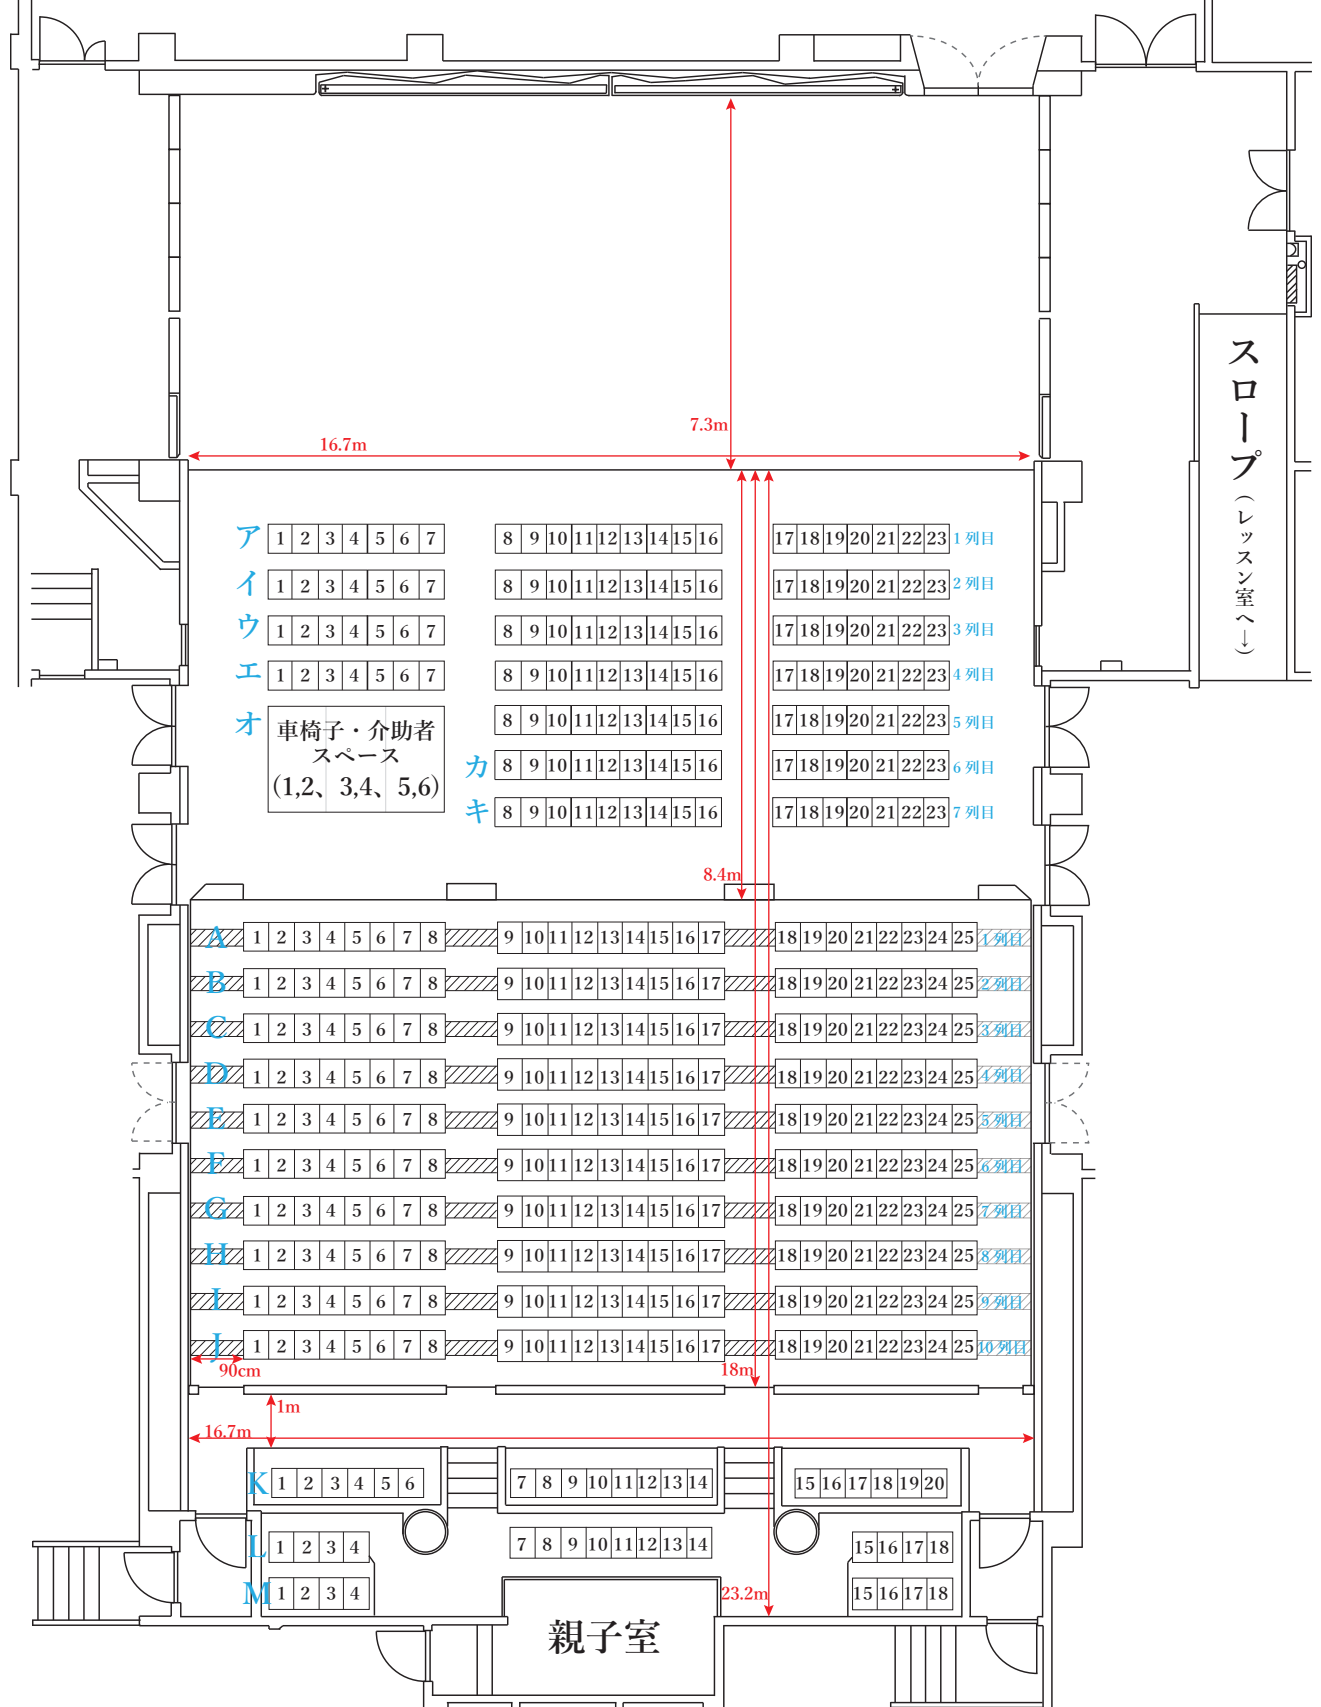 7.3m
16.7m
スロープ（レッスン室へ→）
ア 1 2 3 4 5 6 7 8 9 10 11 12 13 14 15 16 17 18 19 20 21 22 23 1列目
イ 1 2 3 4 5 6 7 8 9 10 11 12 13 14 15 16 17 18 19 20 21 22 23 2列目
ウ 1 2 3 4 5 6 7 8 9 10 11 12 13 14 15 16 17 18 19 20 21 22 23 3列目
エ 1 2 3 4 5 6 7 8 9 10 11 12 13 14 15 16 17 18 19 20 21 22 23 4列目
オ 8 9 10 11 12 13 14 15 16 17 18 19 20 21 22 23 5列目
車椅子・介助者
スペース
(1,2、3,4、5,6)
カ 8 9 10 11 12 13 14 15 16 17 18 19 20 21 22 23 6列目
キ 8 9 10 11 12 13 14 15 16 17 18 19 20 21 22 23 7列目
8.4m
A 1 2 3 4 5 6 7 8 9 10 11 12 13 14 15 16 17 18 19 20 21 22 23 24 25 1列目
B 1 2 3 4 5 6 7 8 9 10 11 12 13 14 15 16 17 18 19 20 21 22 23 24 25 2列目
C 1 2 3 4 5 6 7 8 9 10 11 12 13 14 15 16 17 18 19 20 21 22 23 24 25 3列目
D 1 2 3 4 5 6 7 8 9 10 11 12 13 14 15 16 17 18 19 20 21 22 23 24 25 4列目
E 1 2 3 4 5 6 7 8 9 10 11 12 13 14 15 16 17 18 19 20 21 22 23 24 25 5列目
F 1 2 3 4 5 6 7 8 9 10 11 12 13 14 15 16 17 18 19 20 21 22 23 24 25 6列目
G 1 2 3 4 5 6 7 8 9 10 11 12 13 14 15 16 17 18 19 20 21 22 23 24 25 7列目
H 1 2 3 4 5 6 7 8 9 10 11 12 13 14 15 16 17 18 19 20 21 22 23 24 25 8列目
I 1 2 3 4 5 6 7 8 9 10 11 12 13 14 15 16 17 18 19 20 21 22 23 24 25 9列目
J 1 2 3 4 5 6 7 8 9 10 11 12 13 14 15 16 17 18 19 20 21 22 23 24 25 10列目
90cm
18m
1m
16.7m
K 1 2 3 4 5 6 7 8 9 10 11 12 13 14 15 16 17 18 19 20
L 1 2 3 4 7 8 9 10 11 12 13 14 15 16 17 18
M 1 2 3 4 15 16 17 18
23.2m
親子室